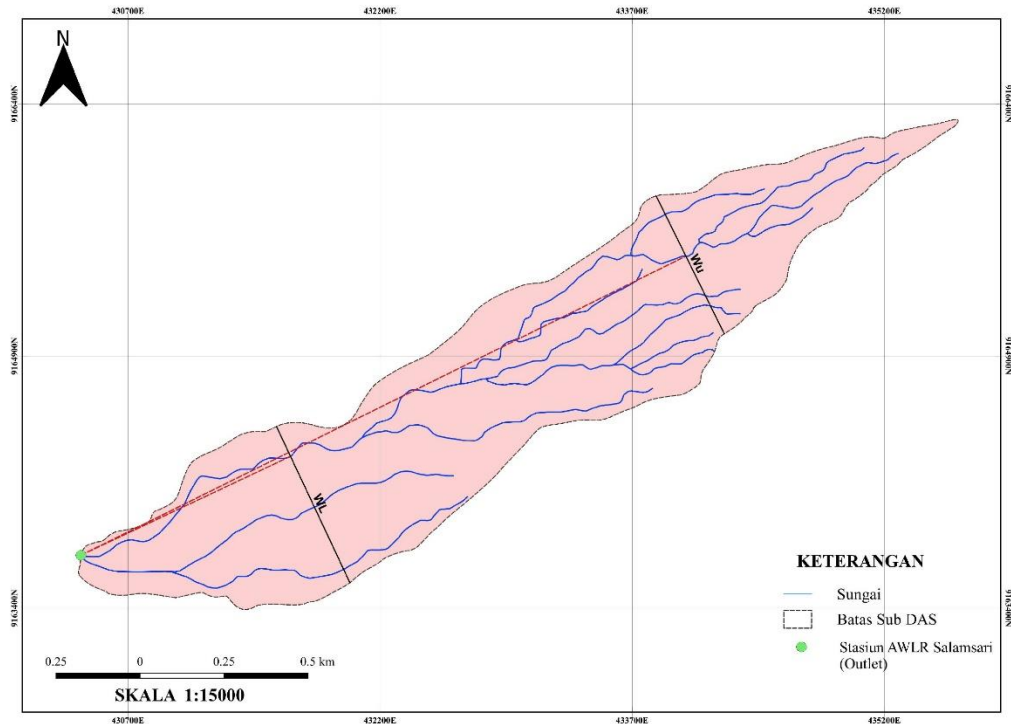 430700E 432200E 433700E 435200E
N
9166400N 9166400N
Wu
9164900N 9164900N
WL
KETERANGAN
Sungai
9163400N 9163400N
Batas Sub DAS
Stasiun AWLR Salamsari
(Outlet)
0.25 0 0.25 0.5 km
SKALA 1:15000
430700E 432200E 433700E 435200E